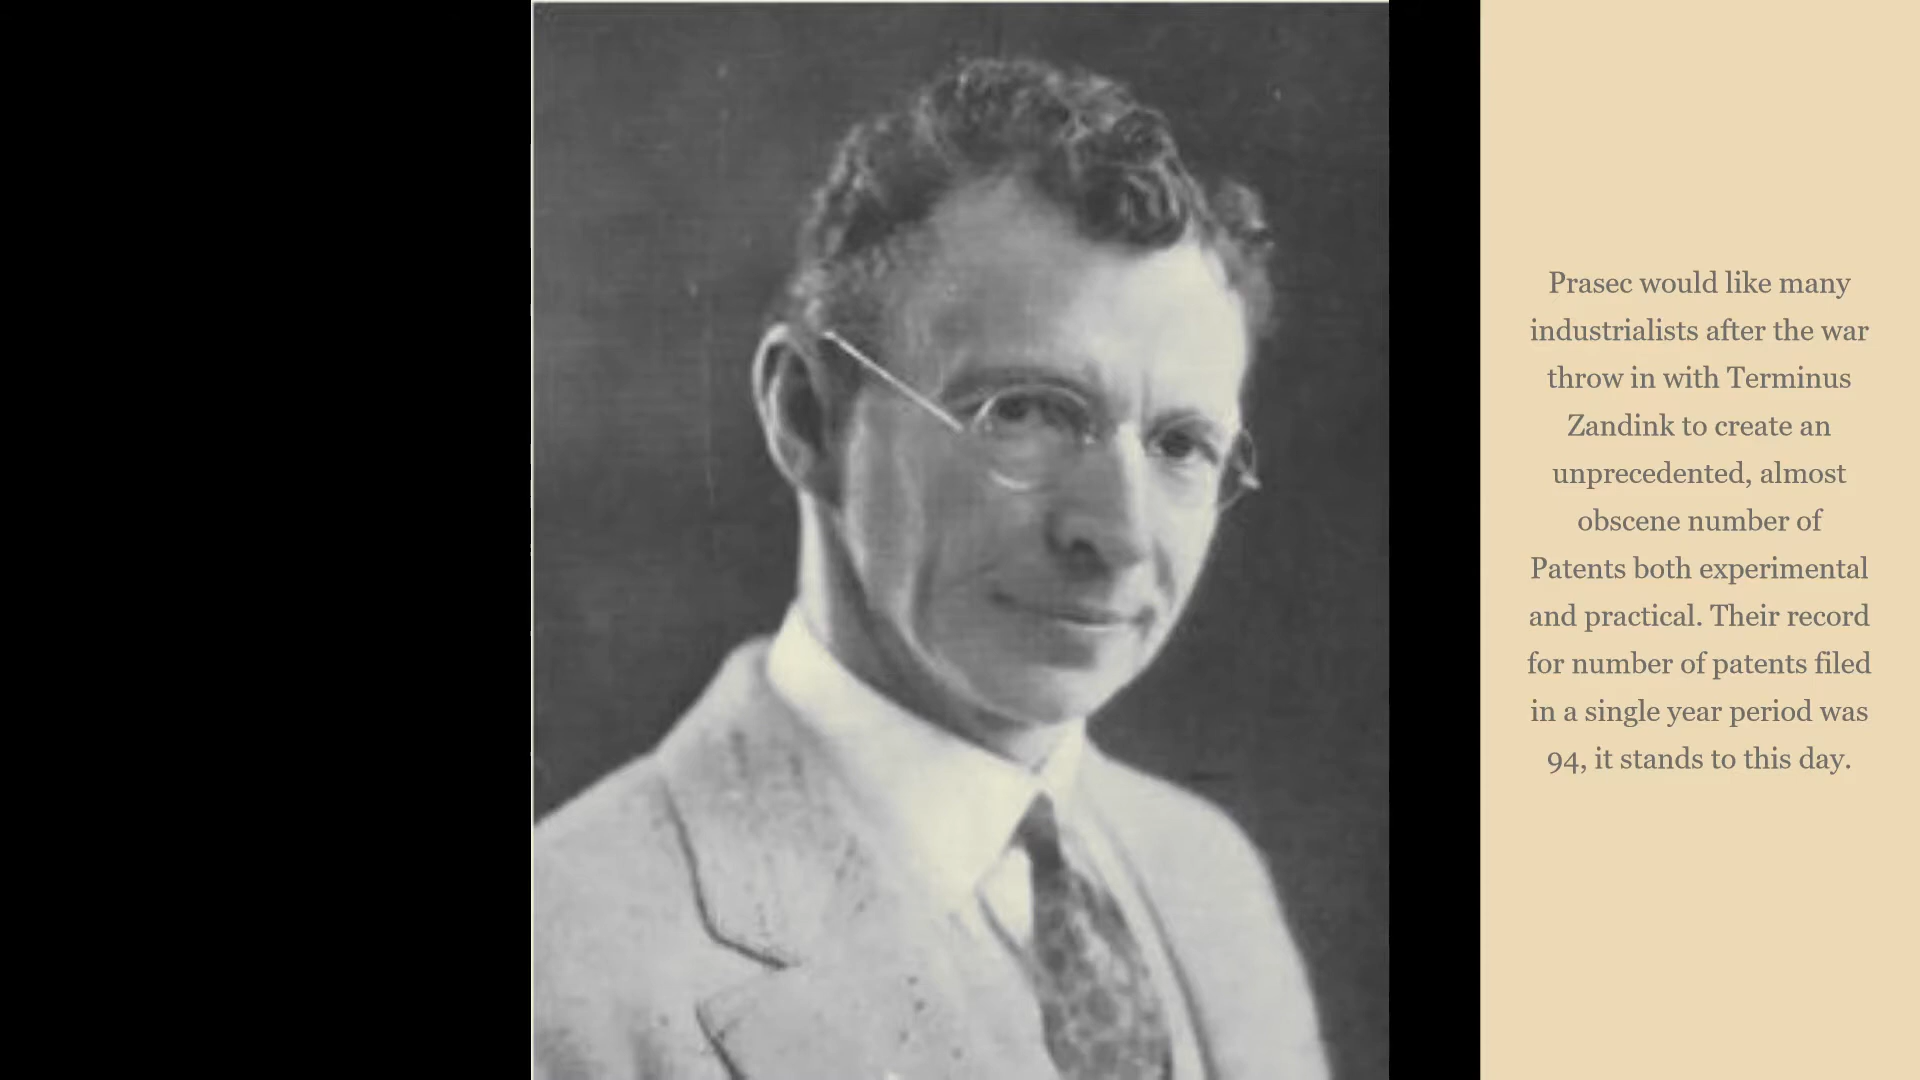 Prasec would like many
industrialists after the war
throw in with Terminus
Zandink to create an
unprecedented, almost
obscene number of
Patents both experimental
and practical. Their record
for number of patents filed
in a single year period was
94, it stands to this day.